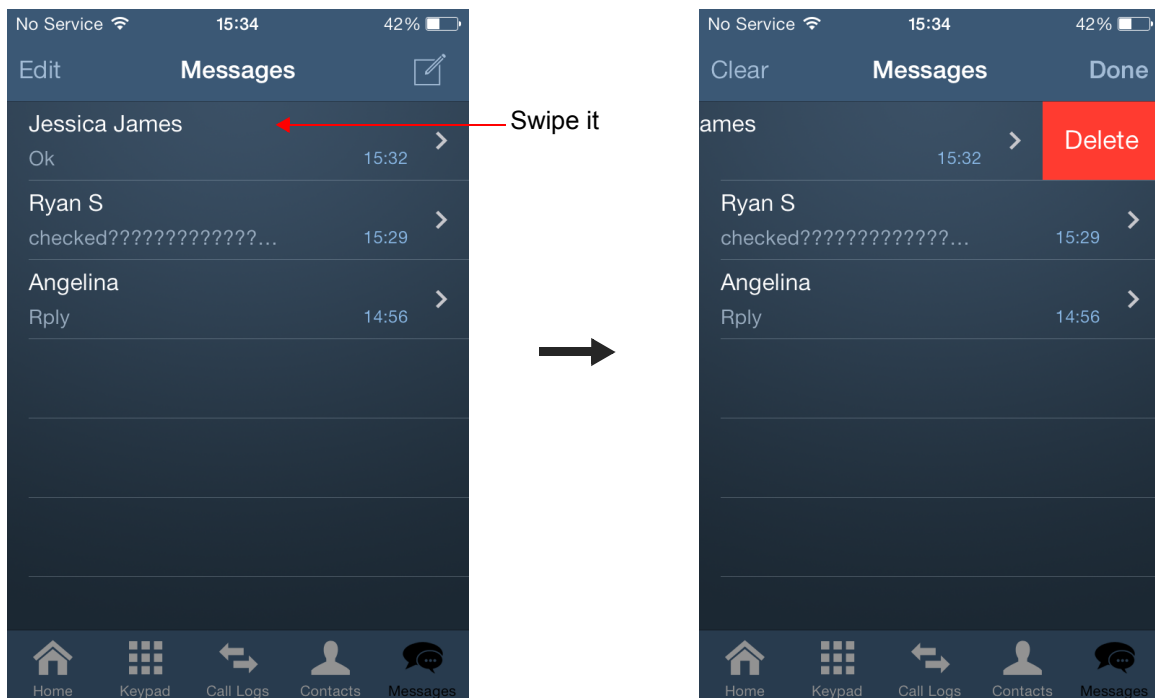 No Service 15:34 42%
Edit Messages
Jessica James
Ok 15:32
Ryan S
checked?????????????... 15:29
Angelina
Rply 14:56
Home Keypad Call Logs Contacts Messages
Swipe it
No Service 15:34 42%
Clear Messages Done
ames
15:32 Delete
Ryan S
checked?????????????... 15:29
Angelina
Rply 14:56
Home Keypad Call Logs Contacts Messages